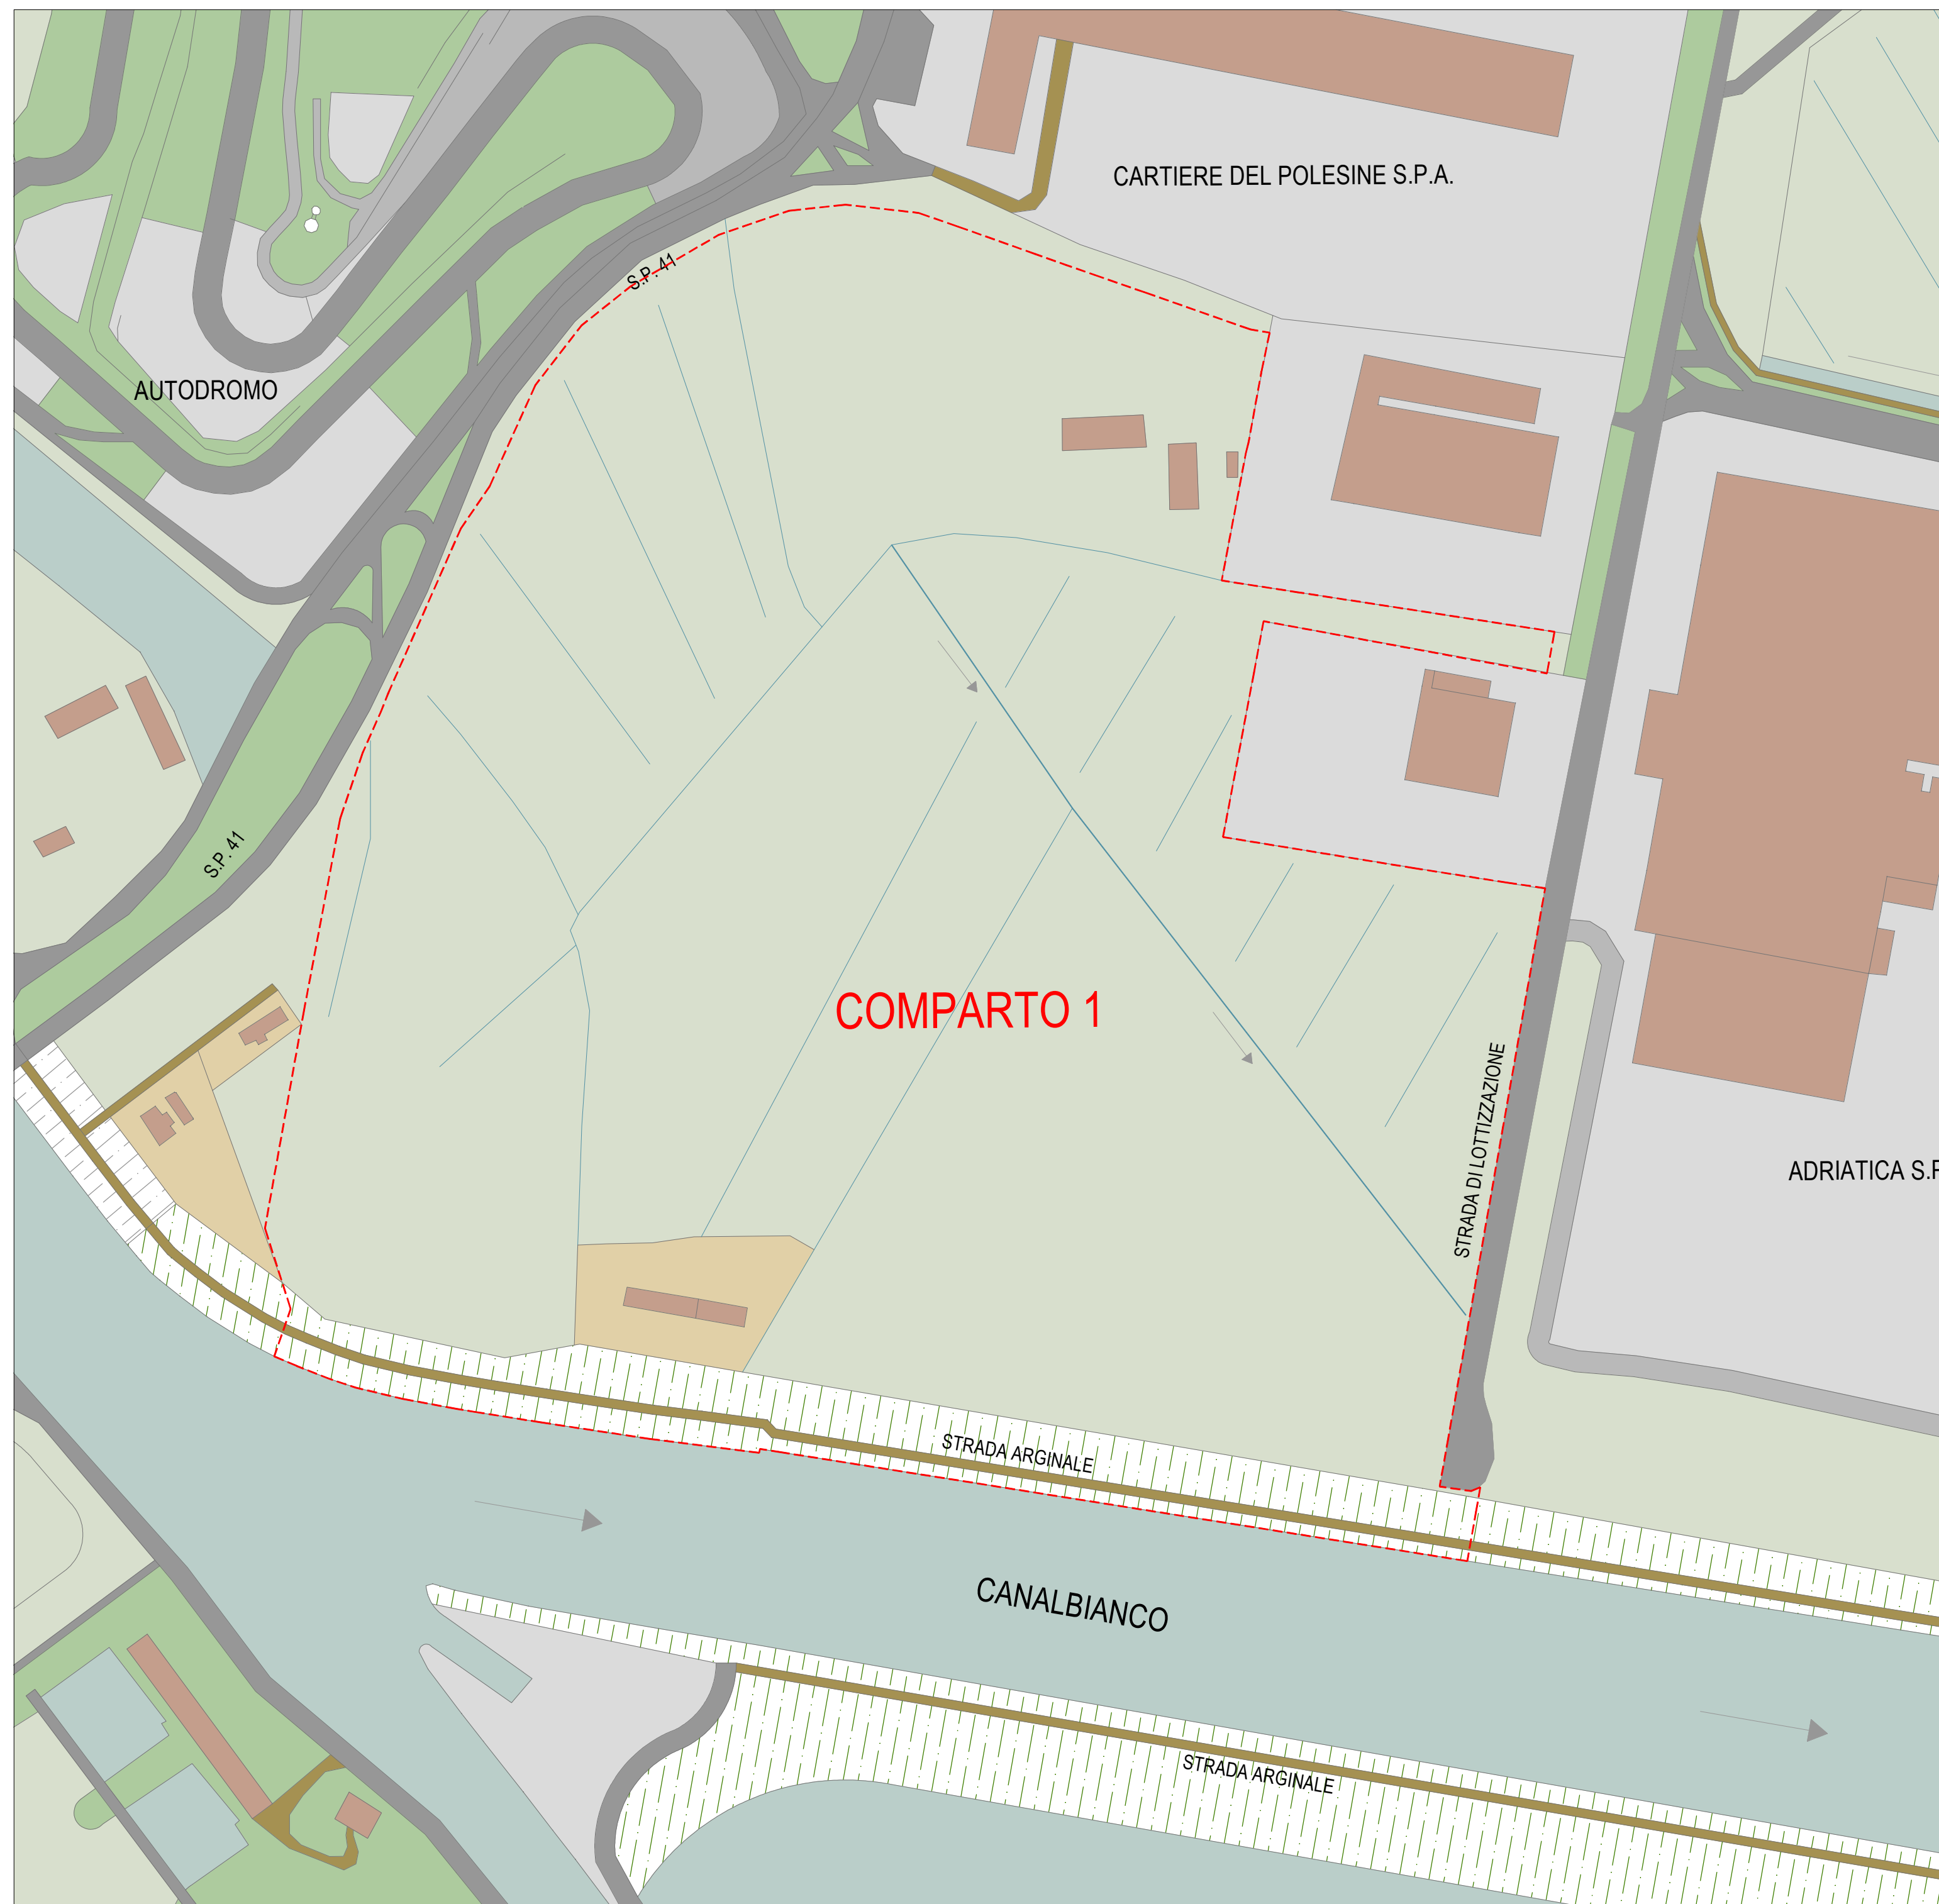 CARTIERE DEL POLESINE S.P.A.
S.P. 41
AUTODROMO
S.P. 41
COMPARTO 1
STRADA DI LOTTIZZAZIONE
ADRIATICA S.P
STRADA ARGINALE
CANALBIANCO
STRADA ARGINALE